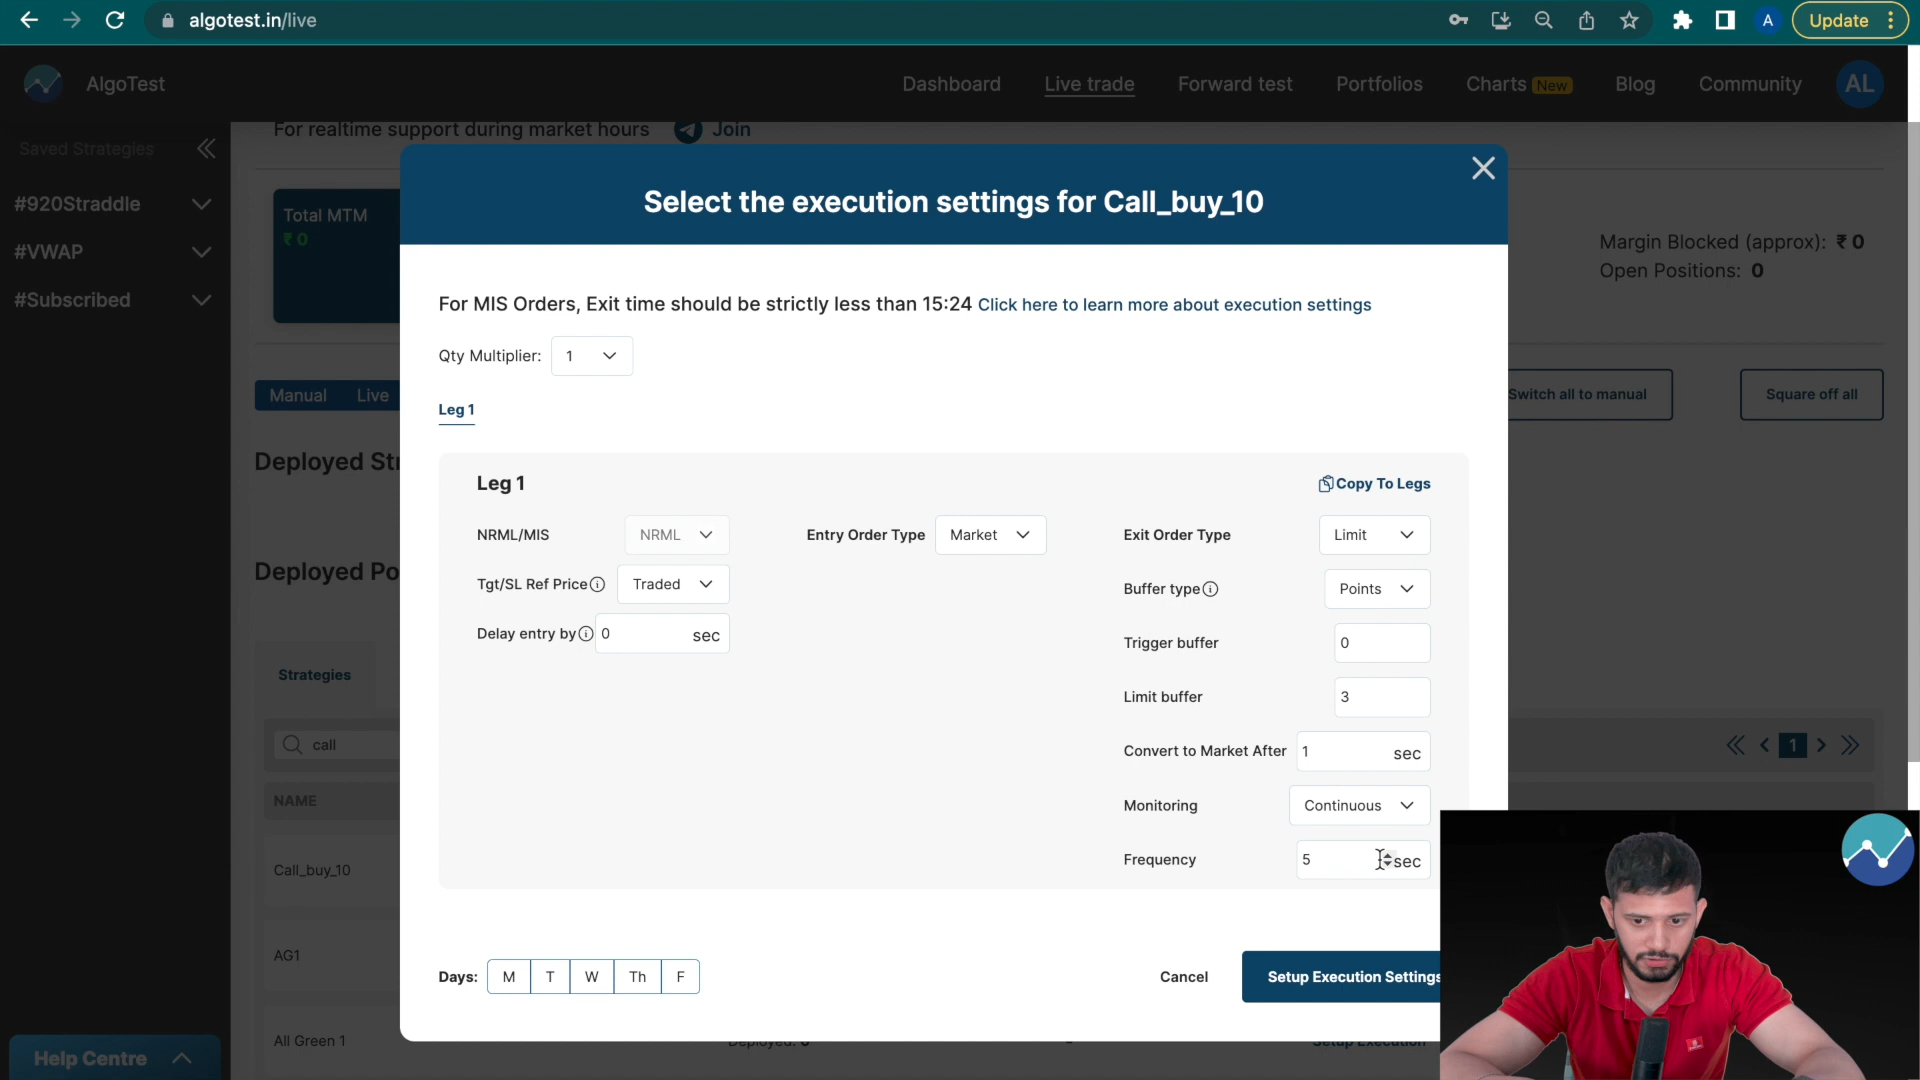 algotest.in/live
A
Update
AlgoTest
Dashboard
Live trade
Forward test
Portfolios
Charts New
Blog
Community
AL
Saved Strategies
For realtime support during market hours
Join
#920Straddle
#VWAP
#Subscribed
Total MTM
₹ 0
Margin Blocked (approx): ₹ 0
Open Positions: 0
Select the execution settings for Call_buy_10
For MIS Orders, Exit time should be strictly less than 15:24 Click here to learn more about execution settings
Qty Multiplier: 1
Manual Live
Switch all to manual
Square off all
Leg 1
Leg 1
Copy To Legs
NRML/MIS NRML
Entry Order Type Market
Exit Order Type Limit
Tgt/SL Ref Price Traded
Buffer type Points
Delay entry by 0 sec
Trigger buffer 0
Limit buffer 3
Convert to Market After 1 sec
Monitoring Continuous
Frequency 5 sec
Deployed
Deployed
Strategies
call
1
NAME
Call_buy_10
AG1
All Green 1
Days: M T W Th F
Cancel
Setup Execution Settings
Help Centre